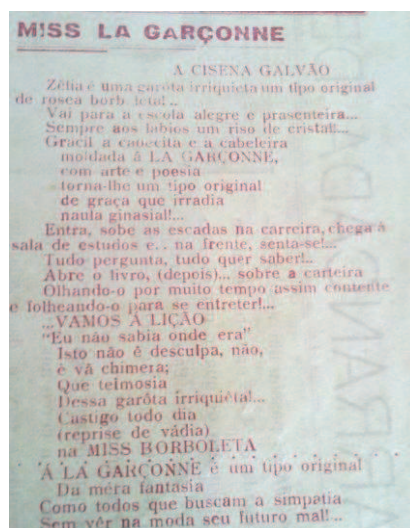 MISS LA GARÇONNE
A CISENA GALVÃO
Zélia é uma garôta irriquieta um tipo original
de rosea borboleta!..
Vai para a escola alegre e prasenteira...
Sempre aos labios um riso de cristal!...
Gracil a cabecita e a cabeleira
moldada á LA GARÇONNE,
com arte e poesia
torna-lhe um tipo original
de graça que irradia
naula ginasial!...
Entra, sobe as escadas na carreira, chega á
sala de estudos e.. na frente, senta-se!...
Tudo pergunta, tudo quer saber!..
Abre o livro, (depois)... sobre a carteira
Olhando-o por muito tempo assim contente
e folheando-o para se entreter!...
...VAMOS Á LIÇÃO
"Eu não sabia onde era"
Isto não é desculpa, não,
é vã chimera;
Que teimosia
Dessa garôta irriquiéta!...
Castigo todo dia
(reprise de vádia)
na MISS BORBOLETA
Á LA GARÇONNE é um tipo original
Da méra fantasia
Como todos que buscam a simpatia
Sem vêr na moda seu futuro mal!...